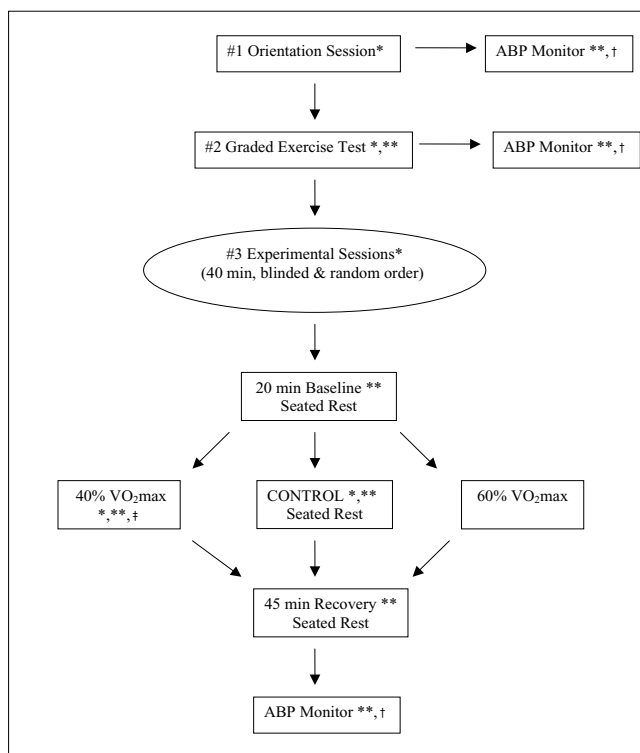 #1 Orientation Session*
ABP Monitor **,†
#2 Graded Exercise Test *,**
ABP Monitor **,†
#3 Experimental Sessions*
(40 min, blinded & random order)
20 min Baseline **
Seated Rest
40% VO₂max
*,**,‡
CONTROL *,**
Seated Rest
60% VO₂max
45 min Recovery **
Seated Rest
ABP Monitor **,†